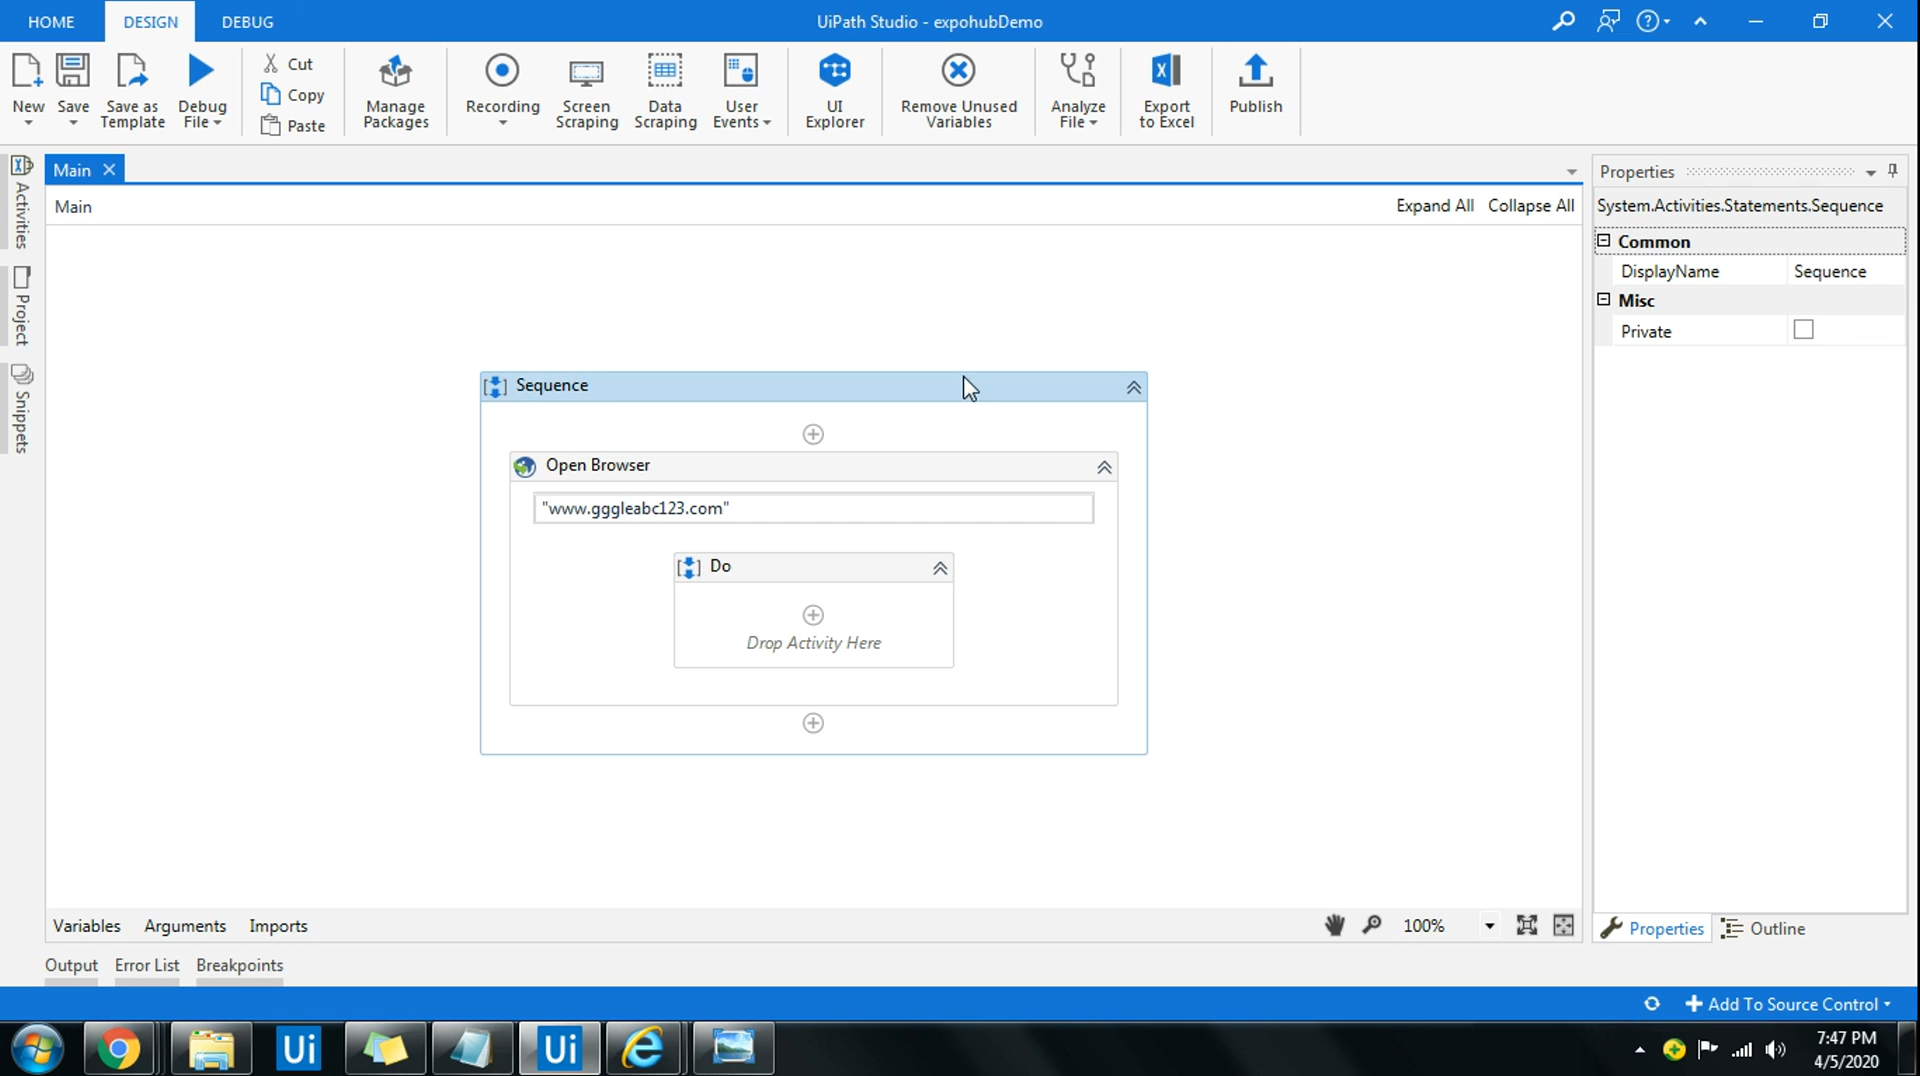 HOME DESIGN DEBUG UiPath Studio - expohubDemo
New Save Save as Template Debug File Cut Copy Paste Manage Packages Recording Screen Scraping Data Scraping User Events UI Explorer Remove Unused Variables Analyze File Export to Excel Publish
Activities
Project
Snippets
Main
Main Expand All Collapse All
Sequence
Open Browser
"www.gggleabc123.com"
Do
Drop Activity Here
Variables Arguments Imports 100%
Output Error List Breakpoints
Properties
System.Activities.Statements.Sequence
Common
DisplayName Sequence
Misc
Private
Properties Outline
Add To Source Control
Ui Ui
7:47 PM
4/5/2020